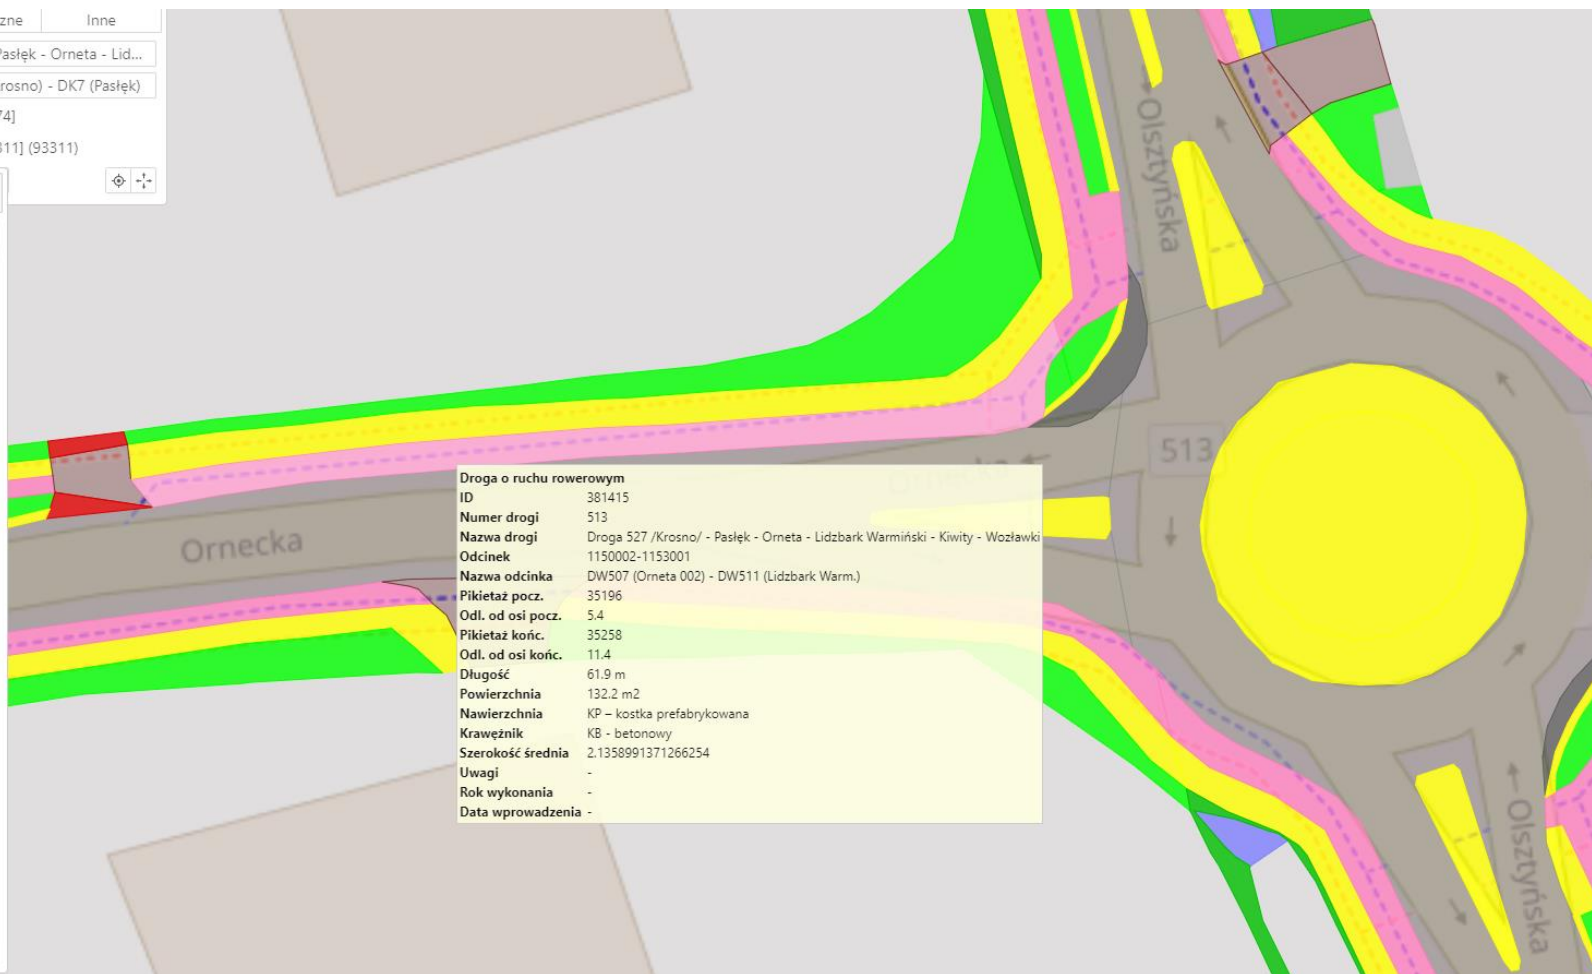 zne Inne
Pasłęk - Orneta - Lid...
rosno) - DK7 (Pasłęk)
74]
311] (93311)
Olsztyńska
513
Ornecka
Ornecka
Droga o ruchu rowerowym
ID 381415
Numer drogi 513
Nazwa drogi Droga 527 /Krosno/ - Pasłęk - Orneta - Lidzbark Warmiński - Kiwity - Wozławki
Odcinek 1150002-1153001
Nazwa odcinka DW507 (Orneta 002) - DW511 (Lidzbark Warm.)
Pikietaż pocz. 35196
Odl. od osi pocz. 5.4
Pikietaż końc. 35258
Odl. od osi końc. 11.4
Długość 61.9 m
Powierzchnia 132.2 m2
Nawierzchnia KP – kostka prefabrykowana
Krawężnik KB - betonowy
Szerokość średnia 2.1358991371266254
Uwagi -
Rok wykonania -
Data wprowadzenia -
Olsztyńska